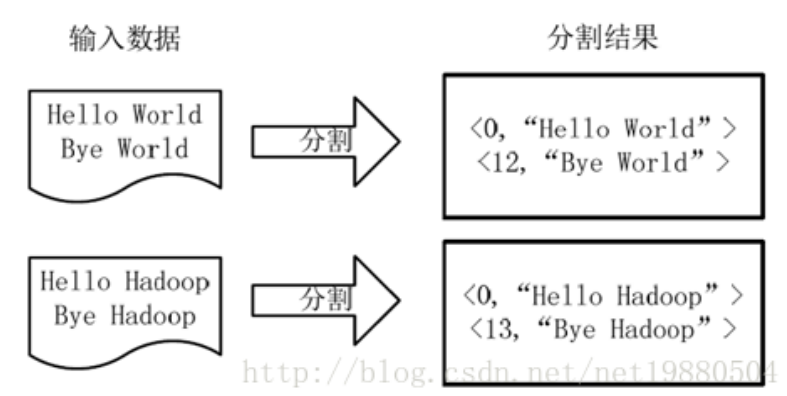 输入数据
分割结果
Hello World
Bye World
分割
<0, “Hello World” >
<12, “Bye World” >
Hello Hadoop
Bye Hadoop
分割
<0, “Hello Hadoop” >
<13, “Bye Hadoop” >
http://blog.csdn.net/net19880504